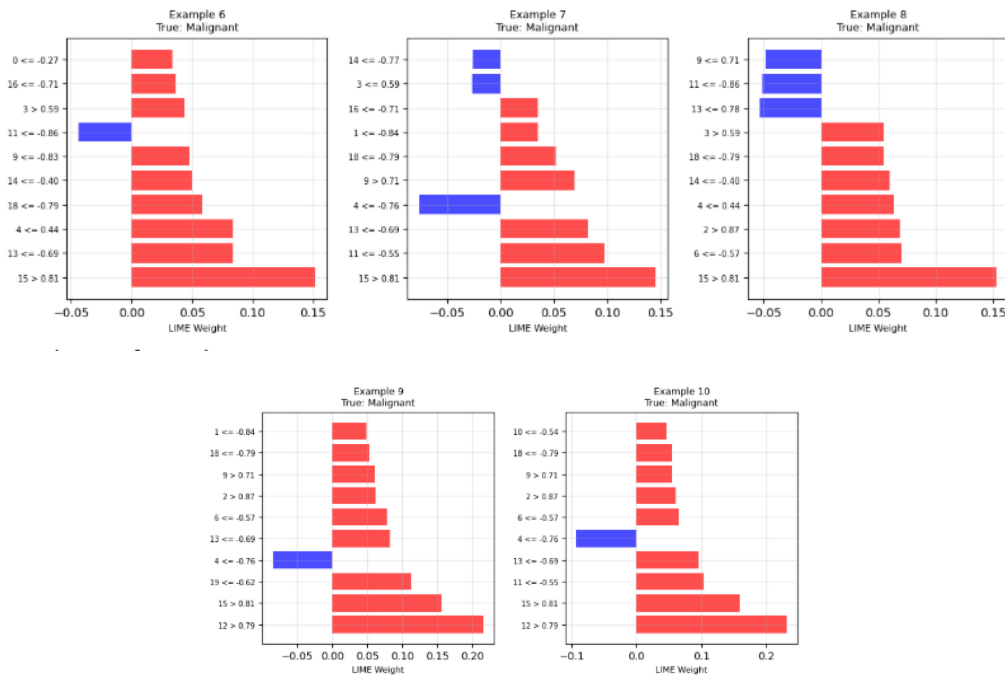 Example 6
True: Malignant
0 <= -0.27
16 <= -0.71
3 > 0.59
11 <= -0.86
9 <= -0.83
14 <= -0.40
18 <= -0.79
4 <= 0.44
13 <= -0.69
15 > 0.81
−0.05 0.00 0.05 0.10 0.15
LIME Weight
Example 7
True: Malignant
14 <= -0.77
3 <= 0.59
16 <= -0.71
1 <= -0.84
18 <= -0.79
9 > 0.71
4 <= -0.76
13 <= -0.69
11 <= -0.55
15 > 0.81
−0.05 0.00 0.05 0.10 0.15
LIME Weight
Example 8
True: Malignant
9 <= 0.71
11 <= -0.86
13 <= 0.78
3 > 0.59
18 <= -0.79
14 <= -0.40
4 <= 0.44
2 > 0.87
6 <= -0.57
15 > 0.81
−0.05 0.00 0.05 0.10 0.15
LIME Weight
Example 9
True: Malignant
1 <= -0.84
18 <= -0.79
9 > 0.71
2 > 0.87
6 <= -0.57
13 <= -0.69
4 <= -0.76
19 <= -0.62
15 > 0.81
12 > 0.79
−0.05 0.00 0.05 0.10 0.15 0.20
LIME Weight
Example 10
True: Malignant
10 <= -0.54
18 <= -0.79
9 > 0.71
2 > 0.87
6 <= -0.57
4 <= -0.76
13 <= -0.69
11 <= -0.55
15 > 0.81
12 > 0.79
−0.1 0.0 0.1 0.2
LIME Weight